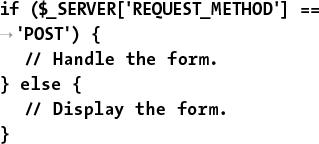 if ($_SERVER['REQUEST_METHOD'] ==
→ 'POST') {
// Handle the form.
} else {
// Display the form.
}